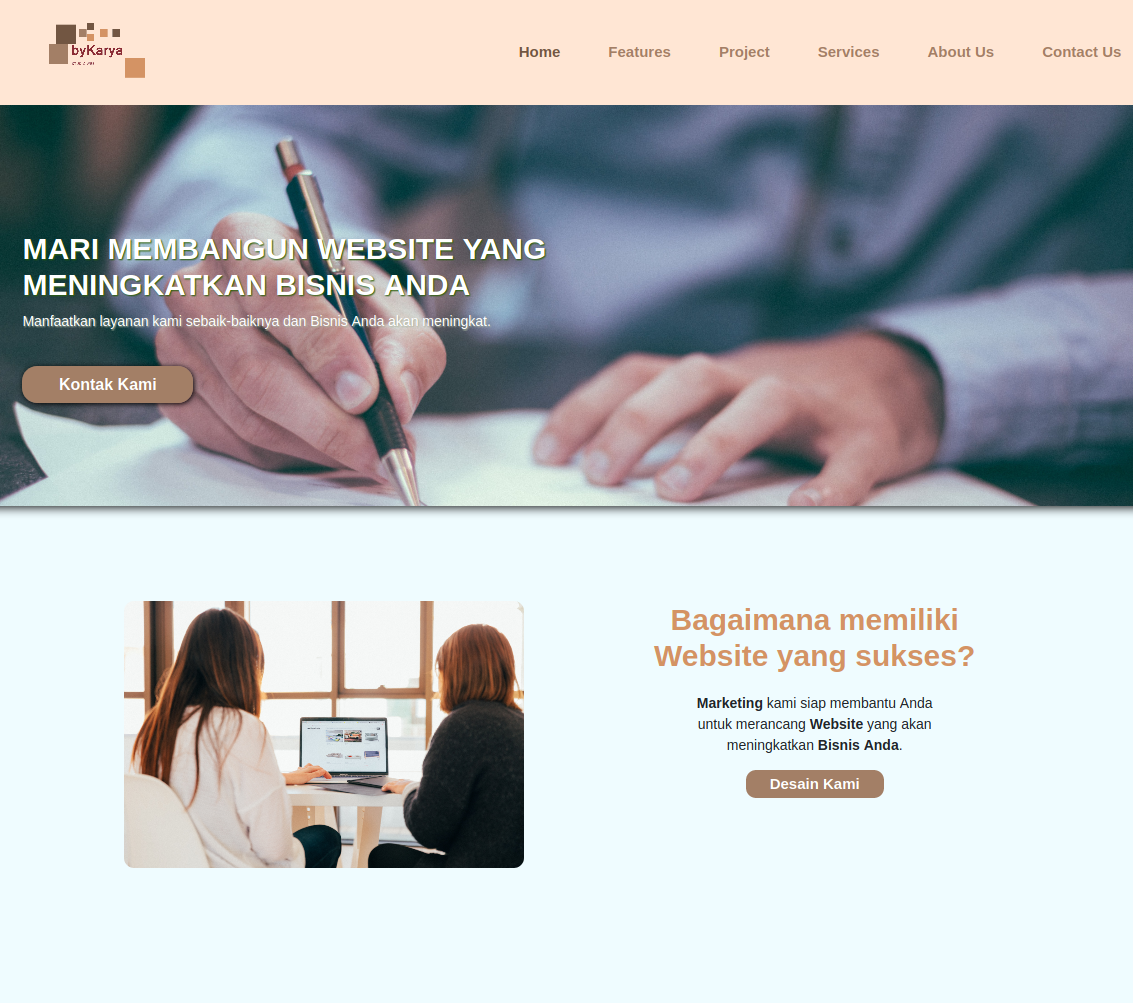 byKarya
Home Features Project Services About Us Contact Us
MARI MEMBANGUN WEBSITE YANG
MENINGKATKAN BISNIS ANDA
Manfaatkan layanan kami sebaik-baiknya dan Bisnis Anda akan meningkat.
Kontak Kami
Bagaimana memiliki
Website yang sukses?
Marketing kami siap membantu Anda
untuk merancang Website yang akan
meningkatkan Bisnis Anda.
Desain Kami